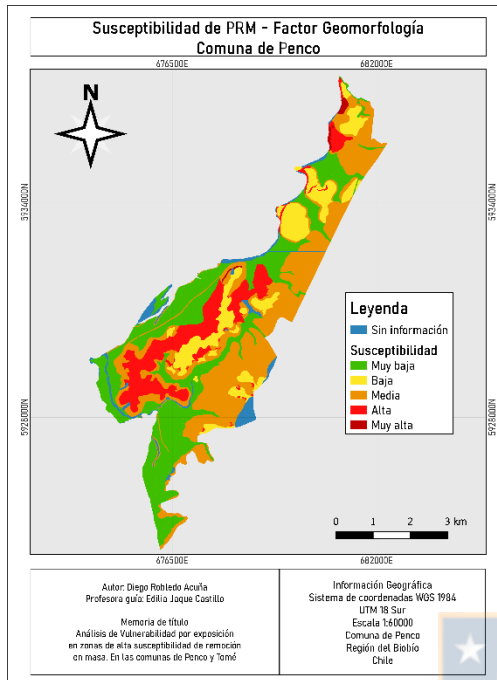 Susceptibilidad de PRM - Factor Geomorfología
Comuna de Penco
676500E
682000E
N
5934000N
5934000N
Leyenda
Sin información
Susceptibilidad
Muy baja
Baja
Media
Alta
Muy alta
5928000N
5928000N
0 1 2 3 km
676500E
682000E
Autor: Diego Robledo Acuña
Profesora guía: Edilia Jaque Castillo
Memoria de título
Análisis de Vulnerabilidad por exposición
en zonas de alta susceptibilidad de remoción
en masa. En las comunas de Penco y Tomé
Información Geográfica
Sistema de coordenadas WGS 1984
UTM 18 Sur
Escala 1:60000
Comuna de Penco
Región del Biobío
Chile